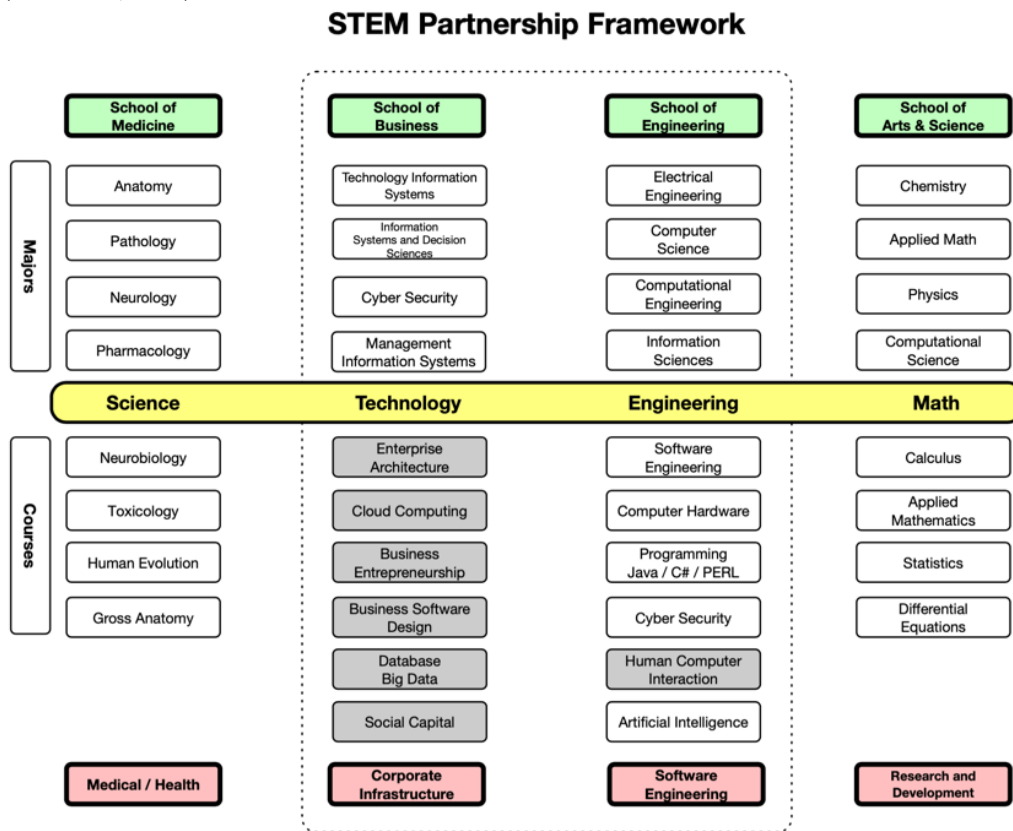 STEM Partnership Framework
School of
Medicine
School of
Business
School of
Engineering
School of
Arts & Science
Majors
Anatomy
Technology Information
Systems
Electrical
Engineering
Chemistry
Pathology
Information
Systems and Decision
Sciences
Computer
Science
Applied Math
Neurology
Cyber Security
Computational
Engineering
Physics
Pharmacology
Management
Information Systems
Information
Sciences
Computational
Science
Science
Technology
Engineering
Math
Courses
Neurobiology
Enterprise
Architecture
Software
Engineering
Calculus
Toxicology
Cloud Computing
Computer Hardware
Applied
Mathematics
Human Evolution
Business
Entrepreneurship
Programming
Java / C# / PERL
Statistics
Gross Anatomy
Business Software
Design
Cyber Security
Differential
Equations
Database
Big Data
Human Computer
Interaction
Social Capital
Artificial Intelligence
Medical / Health
Corporate
Infrastructure
Software
Engineering
Research and
Development